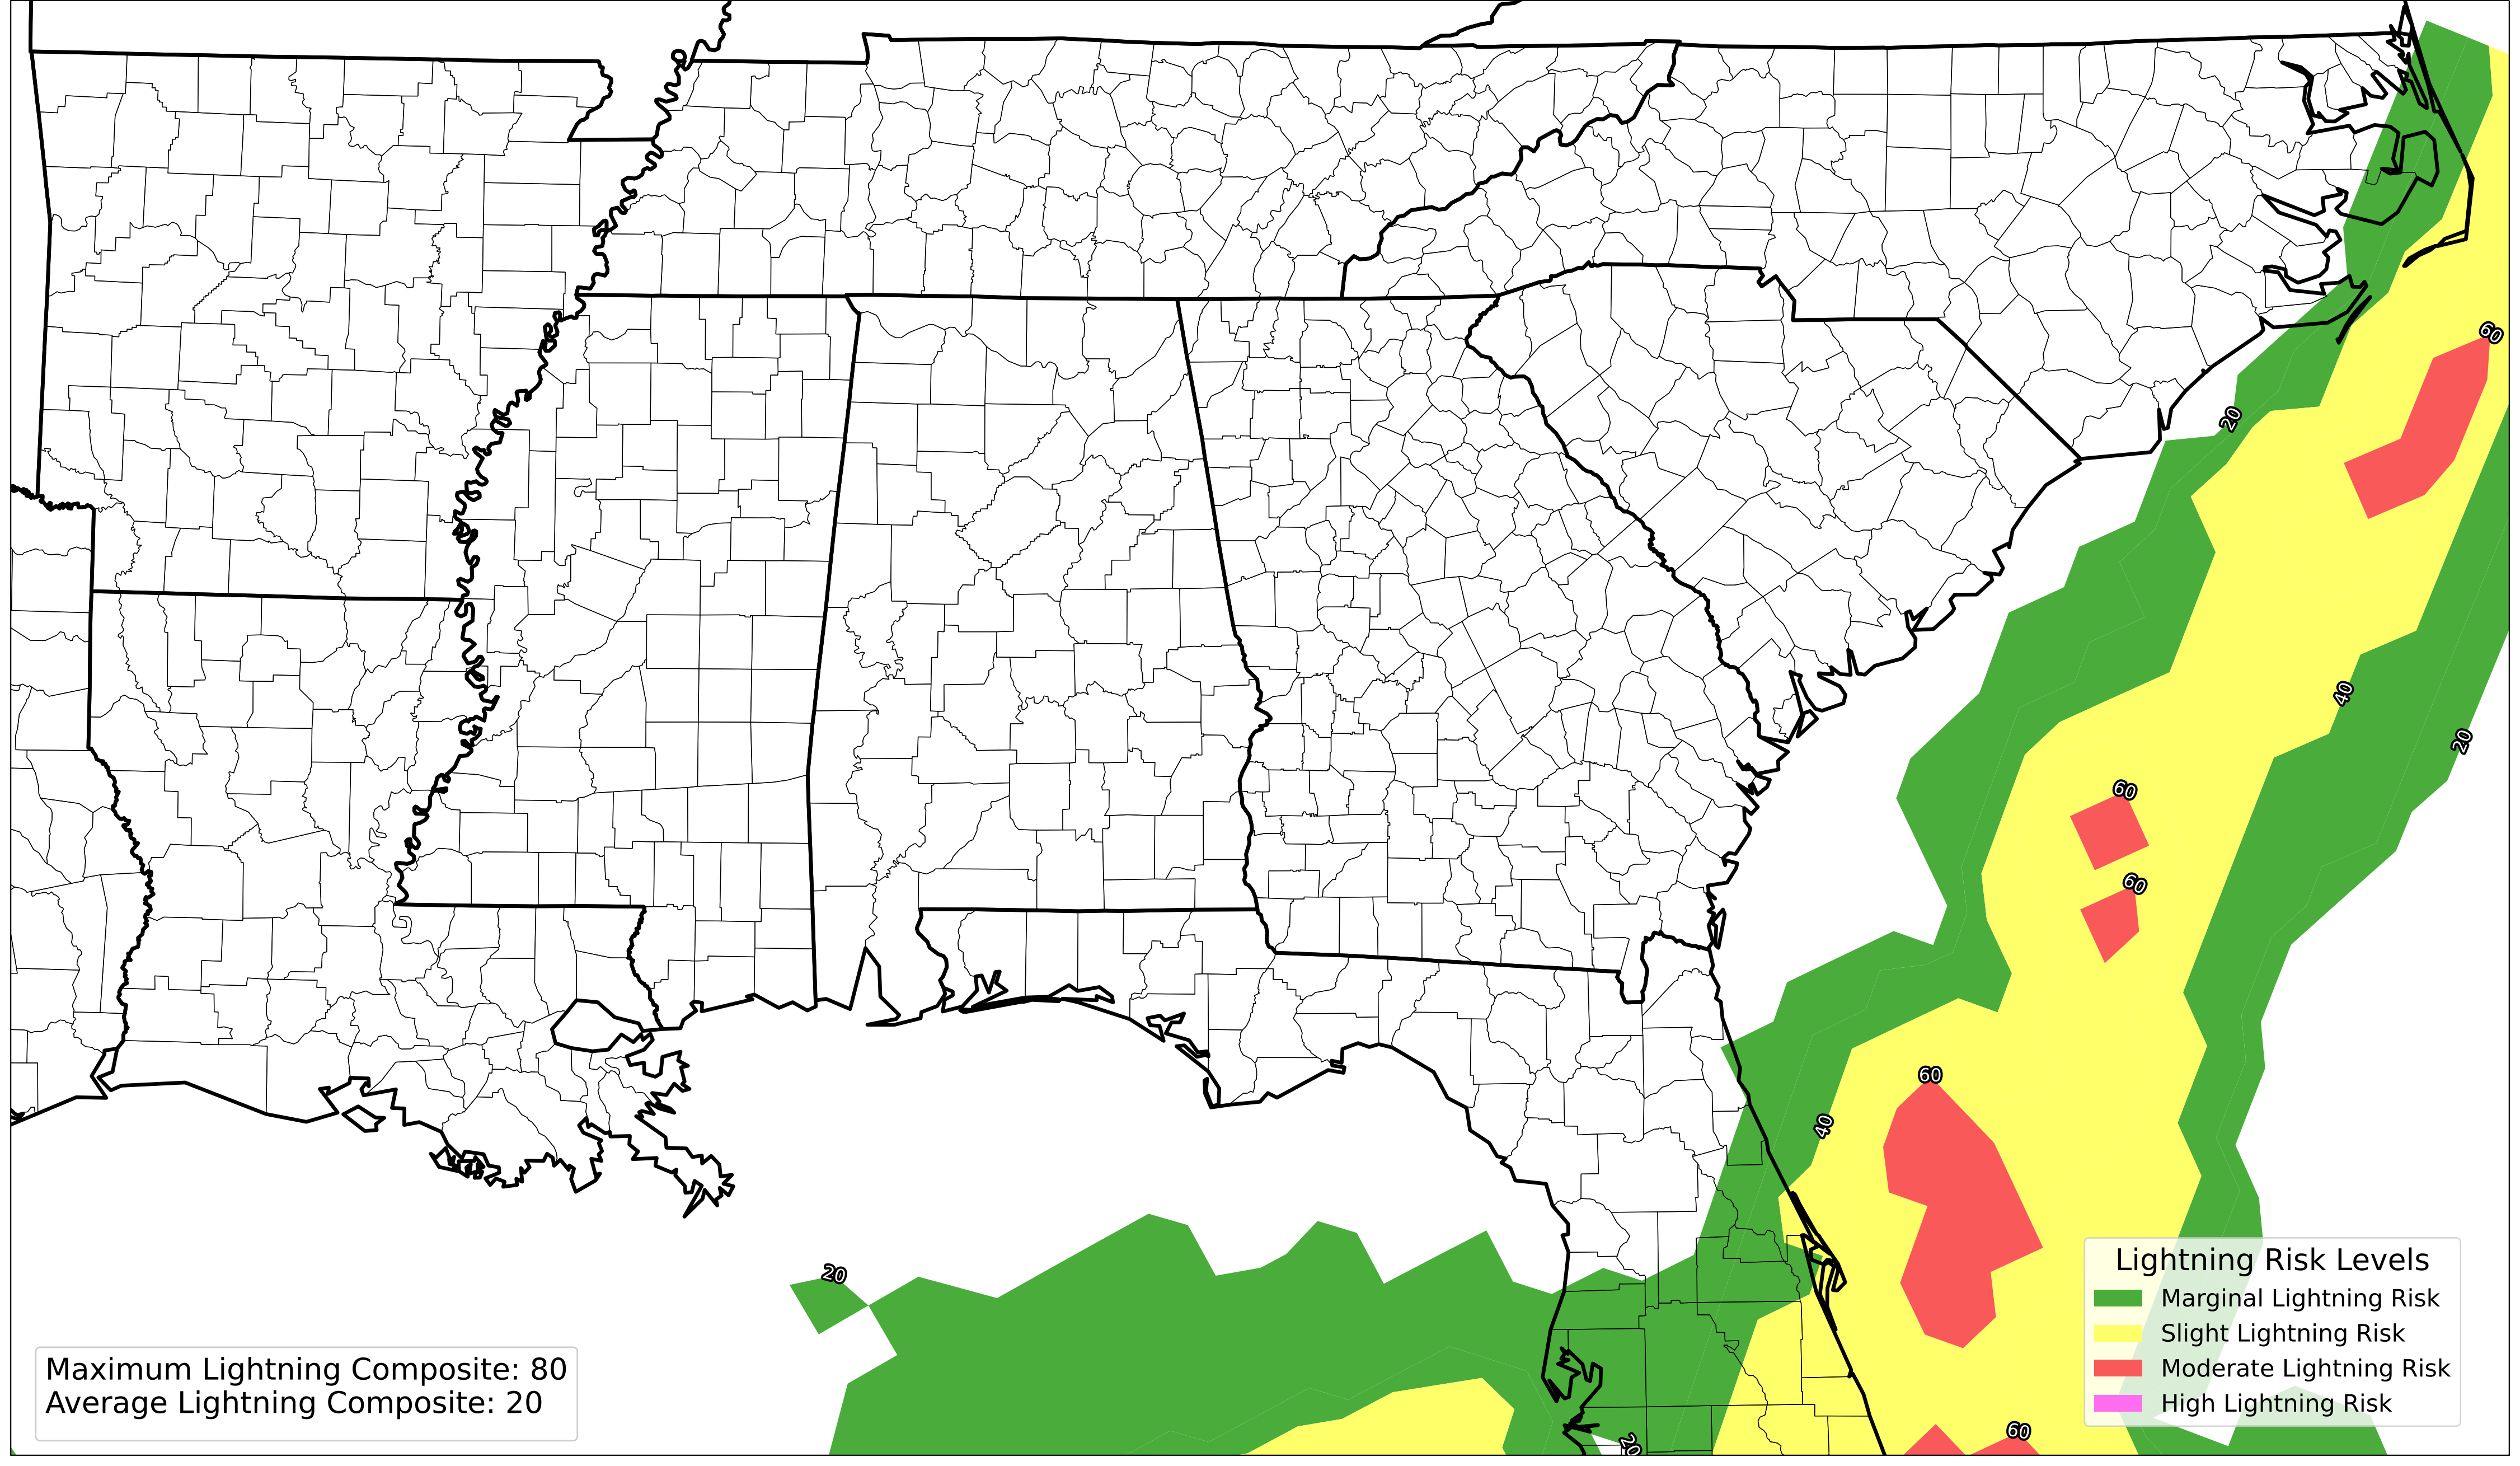 60
20
40
20
60
60
60
40
20
60
20
Lightning Risk Levels
Marginal Lightning Risk
Slight Lightning Risk
Moderate Lightning Risk
High Lightning Risk
Maximum Lightning Composite: 80
Average Lightning Composite: 20